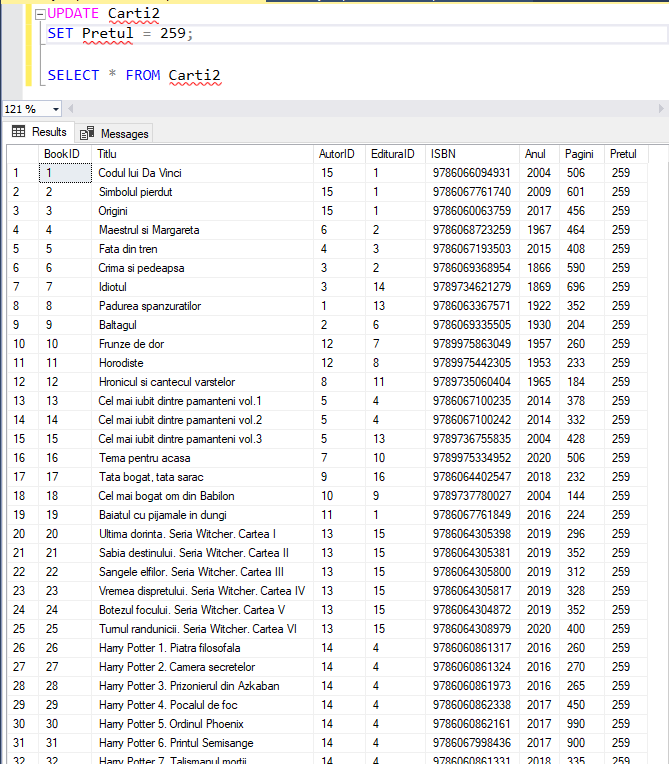 UPDATE Carti2
SET Pretul = 259;
SELECT * FROM Carti2
121 %
Results Messages
BookID Titlu AutorID EdituraID ISBN Anul Pagini Pretul
1 1 Codul lui Da Vinci 15 1 9786066094931 2004 506 259
2 2 Simbolul pierdut 15 1 9786067761740 2009 601 259
3 3 Origini 15 1 9786060063759 2017 456 259
4 4 Maestrul si Margareta 6 2 9786068723259 1967 464 259
5 5 Fata din tren 4 3 9786067193503 2015 408 259
6 6 Crima si pedeapsa 3 2 9786069368954 1866 590 259
7 7 Idiotul 3 14 9789734621279 1869 696 259
8 8 Padurea spanzuratilor 1 13 9786063367571 1922 352 259
9 9 Baltagul 2 6 9786069335505 1930 204 259
10 10 Frunze de dor 12 7 9789975863049 1957 260 259
11 11 Horodiste 12 8 9789975442305 1953 233 259
12 12 Hronicul si cantecul varstelor 8 11 9789735060404 1965 184 259
13 13 Cel mai iubit dintre pamanteni vol.1 5 4 9786067100235 2014 378 259
14 14 Cel mai iubit dintre pamanteni vol.2 5 4 9786067100242 2014 332 259
15 15 Cel mai iubit dintre pamanteni vol.3 5 13 9789736755835 2004 428 259
16 16 Tema pentru acasa 7 10 9789975334952 2020 506 259
17 17 Tata bogat, tata sarac 9 16 9786064402547 2018 232 259
18 18 Cel mai bogat om din Babilon 10 9 9789737780027 2004 144 259
19 19 Baiatul cu pijamale in dungi 11 1 9786067761849 2016 224 259
20 20 Ultima dorinta. Seria Witcher. Cartea I 13 15 9786064305398 2019 296 259
21 21 Sabia destinului. Seria Witcher. Cartea II 13 15 9786064305381 2019 352 259
22 22 Sangele elfilor. Seria Witcher. Cartea III 13 15 9786064305800 2019 312 259
23 23 Vremea dispretului. Seria Witcher. Cartea IV 13 15 9786064305817 2019 328 259
24 24 Botezul focului. Seria Witcher. Cartea V 13 15 9786064304872 2019 352 259
25 25 Turnul randunicii. Seria Witcher. Cartea VI 13 15 9786064308979 2020 400 259
26 26 Harry Potter 1. Piatra filosofala 14 4 9786060861317 2016 260 259
27 27 Harry Potter 2. Camera secretelor 14 4 9786060861324 2016 270 259
28 28 Harry Potter 3. Prizonierul din Azkaban 14 4 9786060861973 2016 265 259
29 29 Harry Potter 4. Pocalul de foc 14 4 9786060862338 2017 450 259
30 30 Harry Potter 5. Ordinul Phoenix 14 4 9786060862161 2017 990 259
31 31 Harry Potter 6. Printul Semisange 14 4 9786067998436 2017 900 259
32 32 Harry Potter 7. Talismanul mortii 14 4 9786060861331 2018 335 259